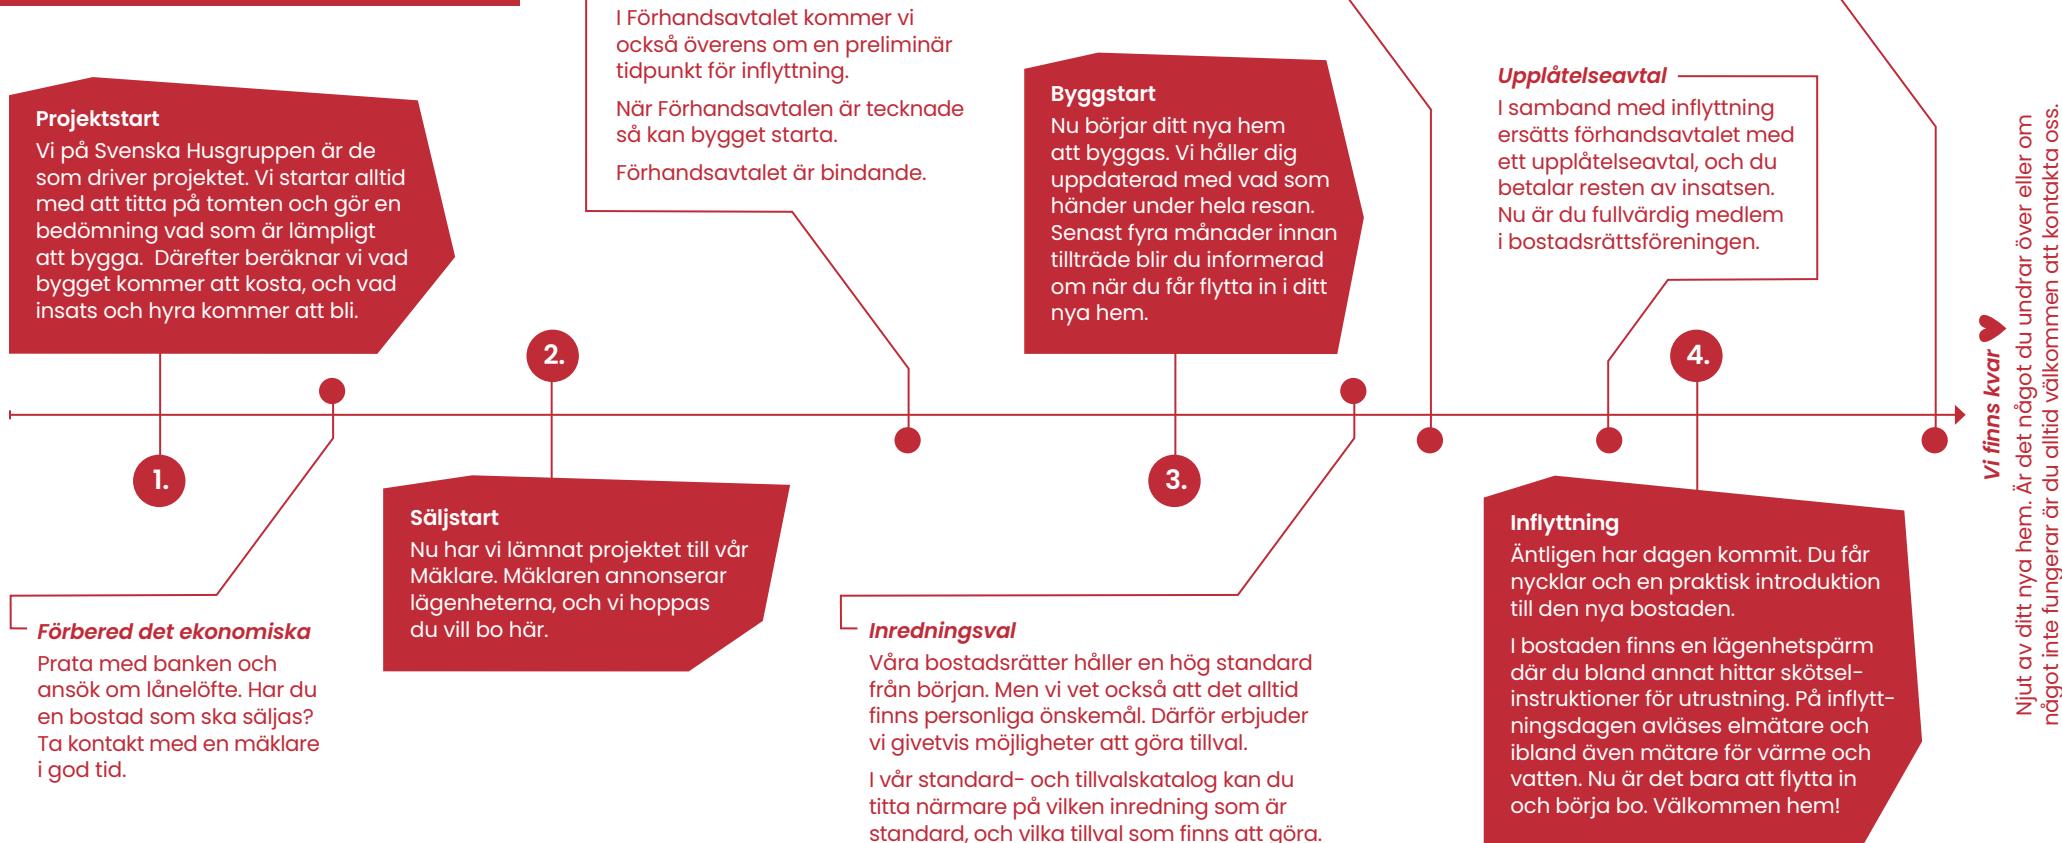 Projektstart
Vi på Svenska Husgruppen är de
som driver projektet. Vi startar alltid
med att titta på tomten och gör en
bedömning vad som är lämpligt
att bygga.  Därefter beräknar vi vad
bygget kommer att kosta, och vad
insats och hyra kommer att bli.
1.
Förbered det ekonomiska
Prata med banken och
ansök om lånelöfte. Har du
en bostad som ska säljas?
Ta kontakt med en mäklare
i god tid.
2.
Säljstart
Nu har vi lämnat projektet till vår
Mäklare. Mäklaren annonserar
lägenheterna, och vi hoppas
du vill bo här.
I Förhandsavtalet kommer vi
också överens om en preliminär
tidpunkt för inflyttning.
När Förhandsavtalen är tecknade
så kan bygget starta.
Förhandsavtalet är bindande.
Byggstart
Nu börjar ditt nya hem
att byggas. Vi håller dig
uppdaterad med vad som
händer under hela resan.
Senast fyra månader innan
tillträde blir du informerad
om när du får flytta in i ditt
nya hem.
3.
Inredningsval
Våra bostadsrätter håller en hög standard
från början. Men vi vet också att det alltid
finns personliga önskemål. Därför erbjuder
vi givetvis möjligheter att göra tillval.
I vår standard- och tillvalskatalog kan du
titta närmare på vilken inredning som är
standard, och vilka tillval som finns att göra.
Upplåtelseavtal
I samband med inflyttning
ersätts förhandsavtalet med
ett upplåtelseavtal, och du
betalar resten av insatsen.
Nu är du fullvärdig medlem
i bostadsrättsföreningen.
4.
Inflyttning
Äntligen har dagen kommit. Du får
nycklar och en praktisk introduktion
till den nya bostaden.
I bostaden finns en lägenhetspärm
där du bland annat hittar skötsel-
instruktioner för utrustning. På inflytt-
ningsdagen avläses elmätare och
ibland även mätare för värme och
vatten. Nu är det bara att flytta in
och börja bo. Välkommen hem!
Vi finns kvar
Njut av ditt nya hem. Är det något du undrar över eller om
något inte fungerar är du alltid välkommen att kontakta oss.